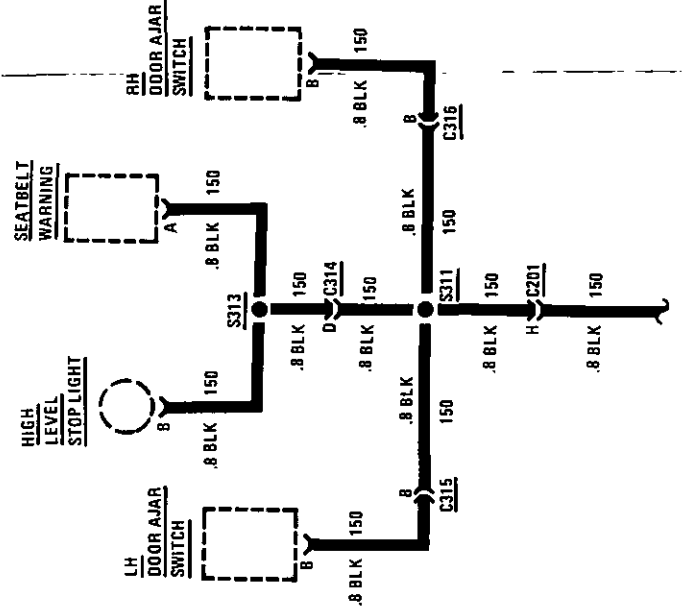 RH
DOOR AJAR
SWITCH
B
150
.8 BLK
B
C316
.8 BLK
150
SEATBELT
WARNING
A
150
.8 BLK
S313
150
C314
D
.8 BLK
150
.8 BLK
S311
150
C201
H
.8 BLK
150
.8 BLK
HIGH
LEVEL
STOP LIGHT
B
150
.8 BLK
.8 BLK
150
B
C315
LH
DOOR AJAR
SWITCH
B
150
.8 BLK